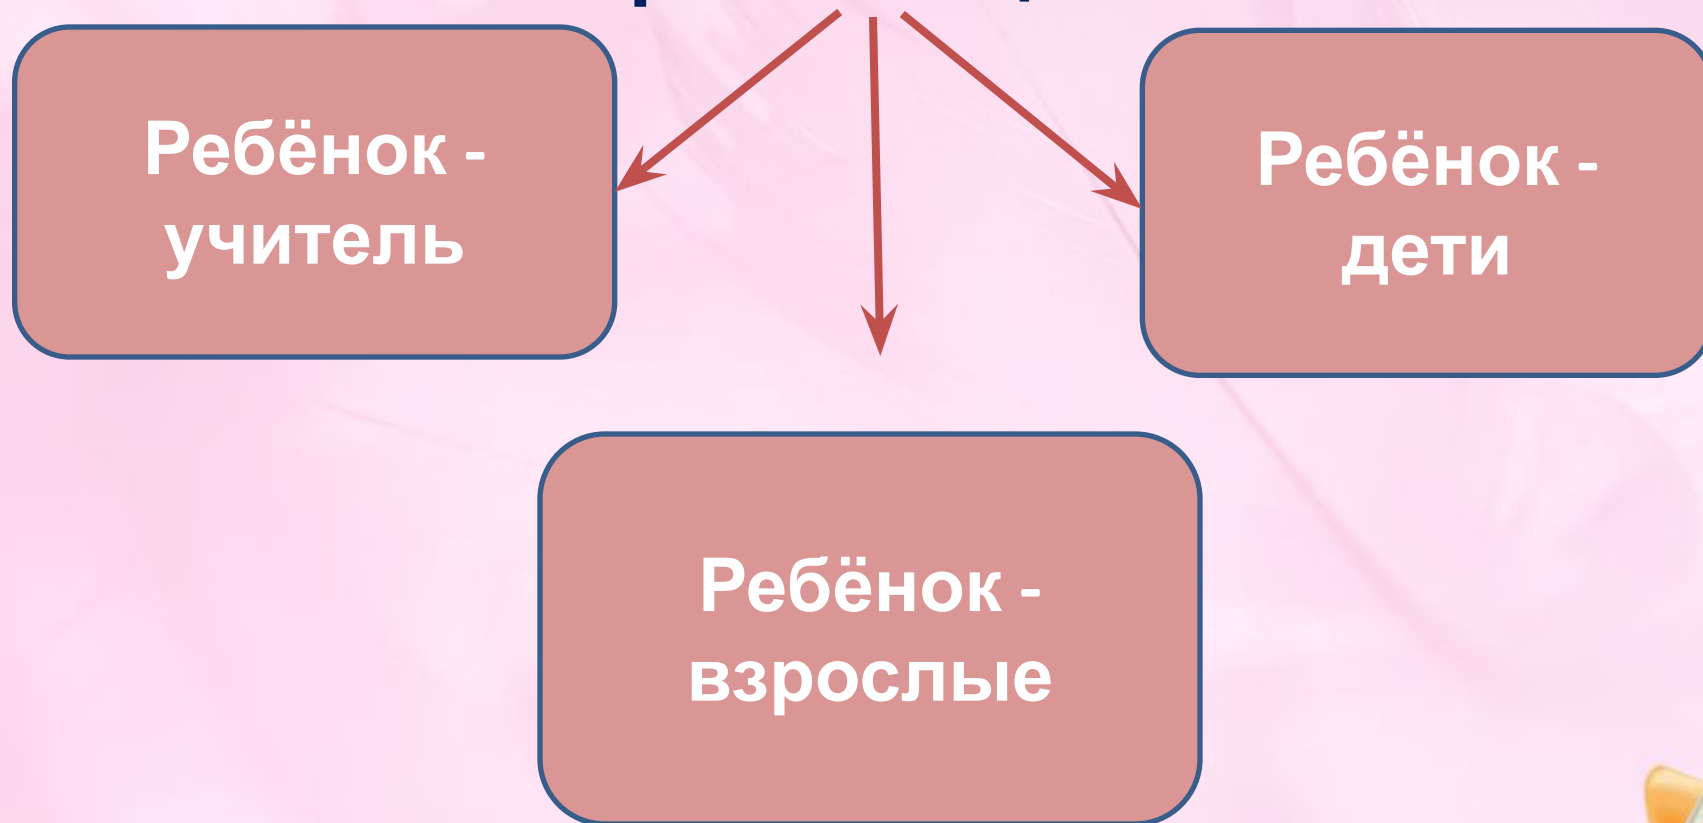 Ребёнок -
учитель
Ребёнок -
дети
Ребёнок -
взрослые